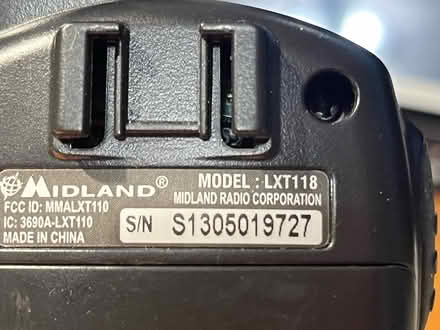 MIDLAND®
MODEL : LXT118
FCC ID: MMALXT110
MIDLAND RADIO CORPORATION
IC: 3690A-LXT110
MADE IN CHINA
S/N S1305019727